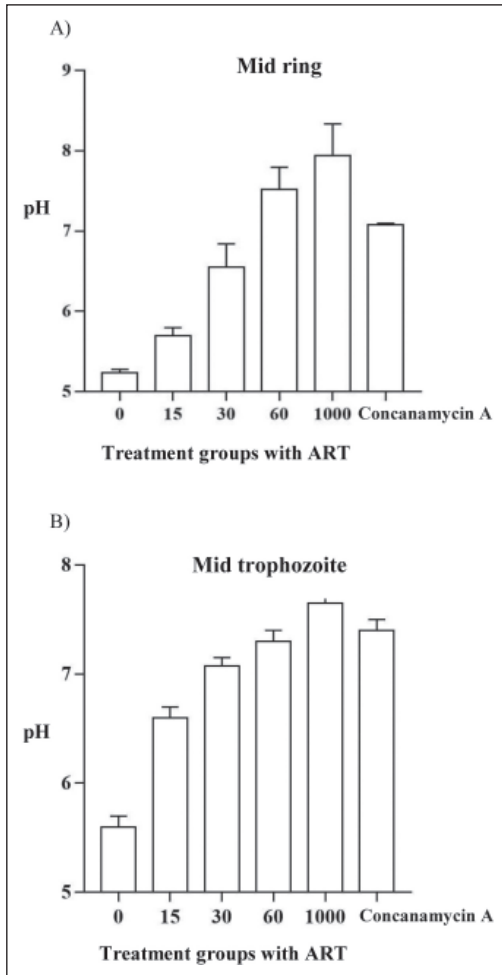 A)
Mid ring
9
8
pH
7
6
5
0 15 30 60 1000 Concanamycin A
Treatment groups with ART
B)
Mid trophozoite
8
7
pH
6
5
0 15 30 60 1000 Concanamycin A
Treatment groups with ART